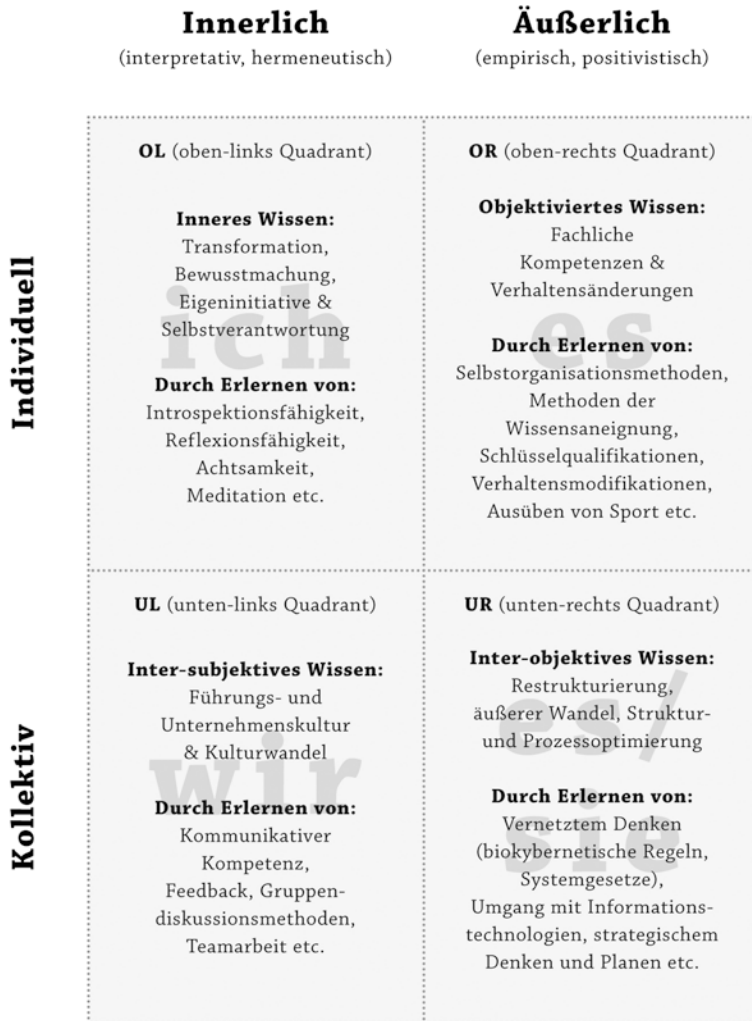 Innerlich
(interpretativ, hermeneutisch)
Äußerlich
(empirisch, positivistisch)
Individuell
OL (oben-links Quadrant)
Inneres Wissen:
Transformation,
Bewusstmachung,
Eigeninitiative &
Selbstverantwortung
ich
Durch Erlernen von:
Introspektionsfähigkeit,
Reflexionsfähigkeit,
Achtsamkeit,
Meditation etc.
OR (oben-rechts Quadrant)
Objektiviertes Wissen:
Fachliche
Kompetenzen &
Verhaltensänderungen
es
Durch Erlernen von:
Selbstorganisationsmethoden,
Methoden der
Wissensaneignung,
Schlüsselqualifikationen,
Verhaltensmodifikationen,
Ausüben von Sport etc.
Kollektiv
UL (unten-links Quadrant)
Inter-subjektives Wissen:
Führungs- und
Unternehmenskultur
& Kulturwandel
wir
Durch Erlernen von:
Kommunikativer
Kompetenz,
Feedback, Gruppen-
diskussionsmethoden,
Teamarbeit etc.
UR (unten-rechts Quadrant)
Inter-objektives Wissen:
Restrukturierung,
äußerer Wandel, Struktur-
und Prozessoptimierung
es/
sie
Durch Erlernen von:
Vernetztem Denken
(biokybernetische Regeln,
Systemgesetze),
Umgang mit Informations-
technologien, strategischem
Denken und Planen etc.